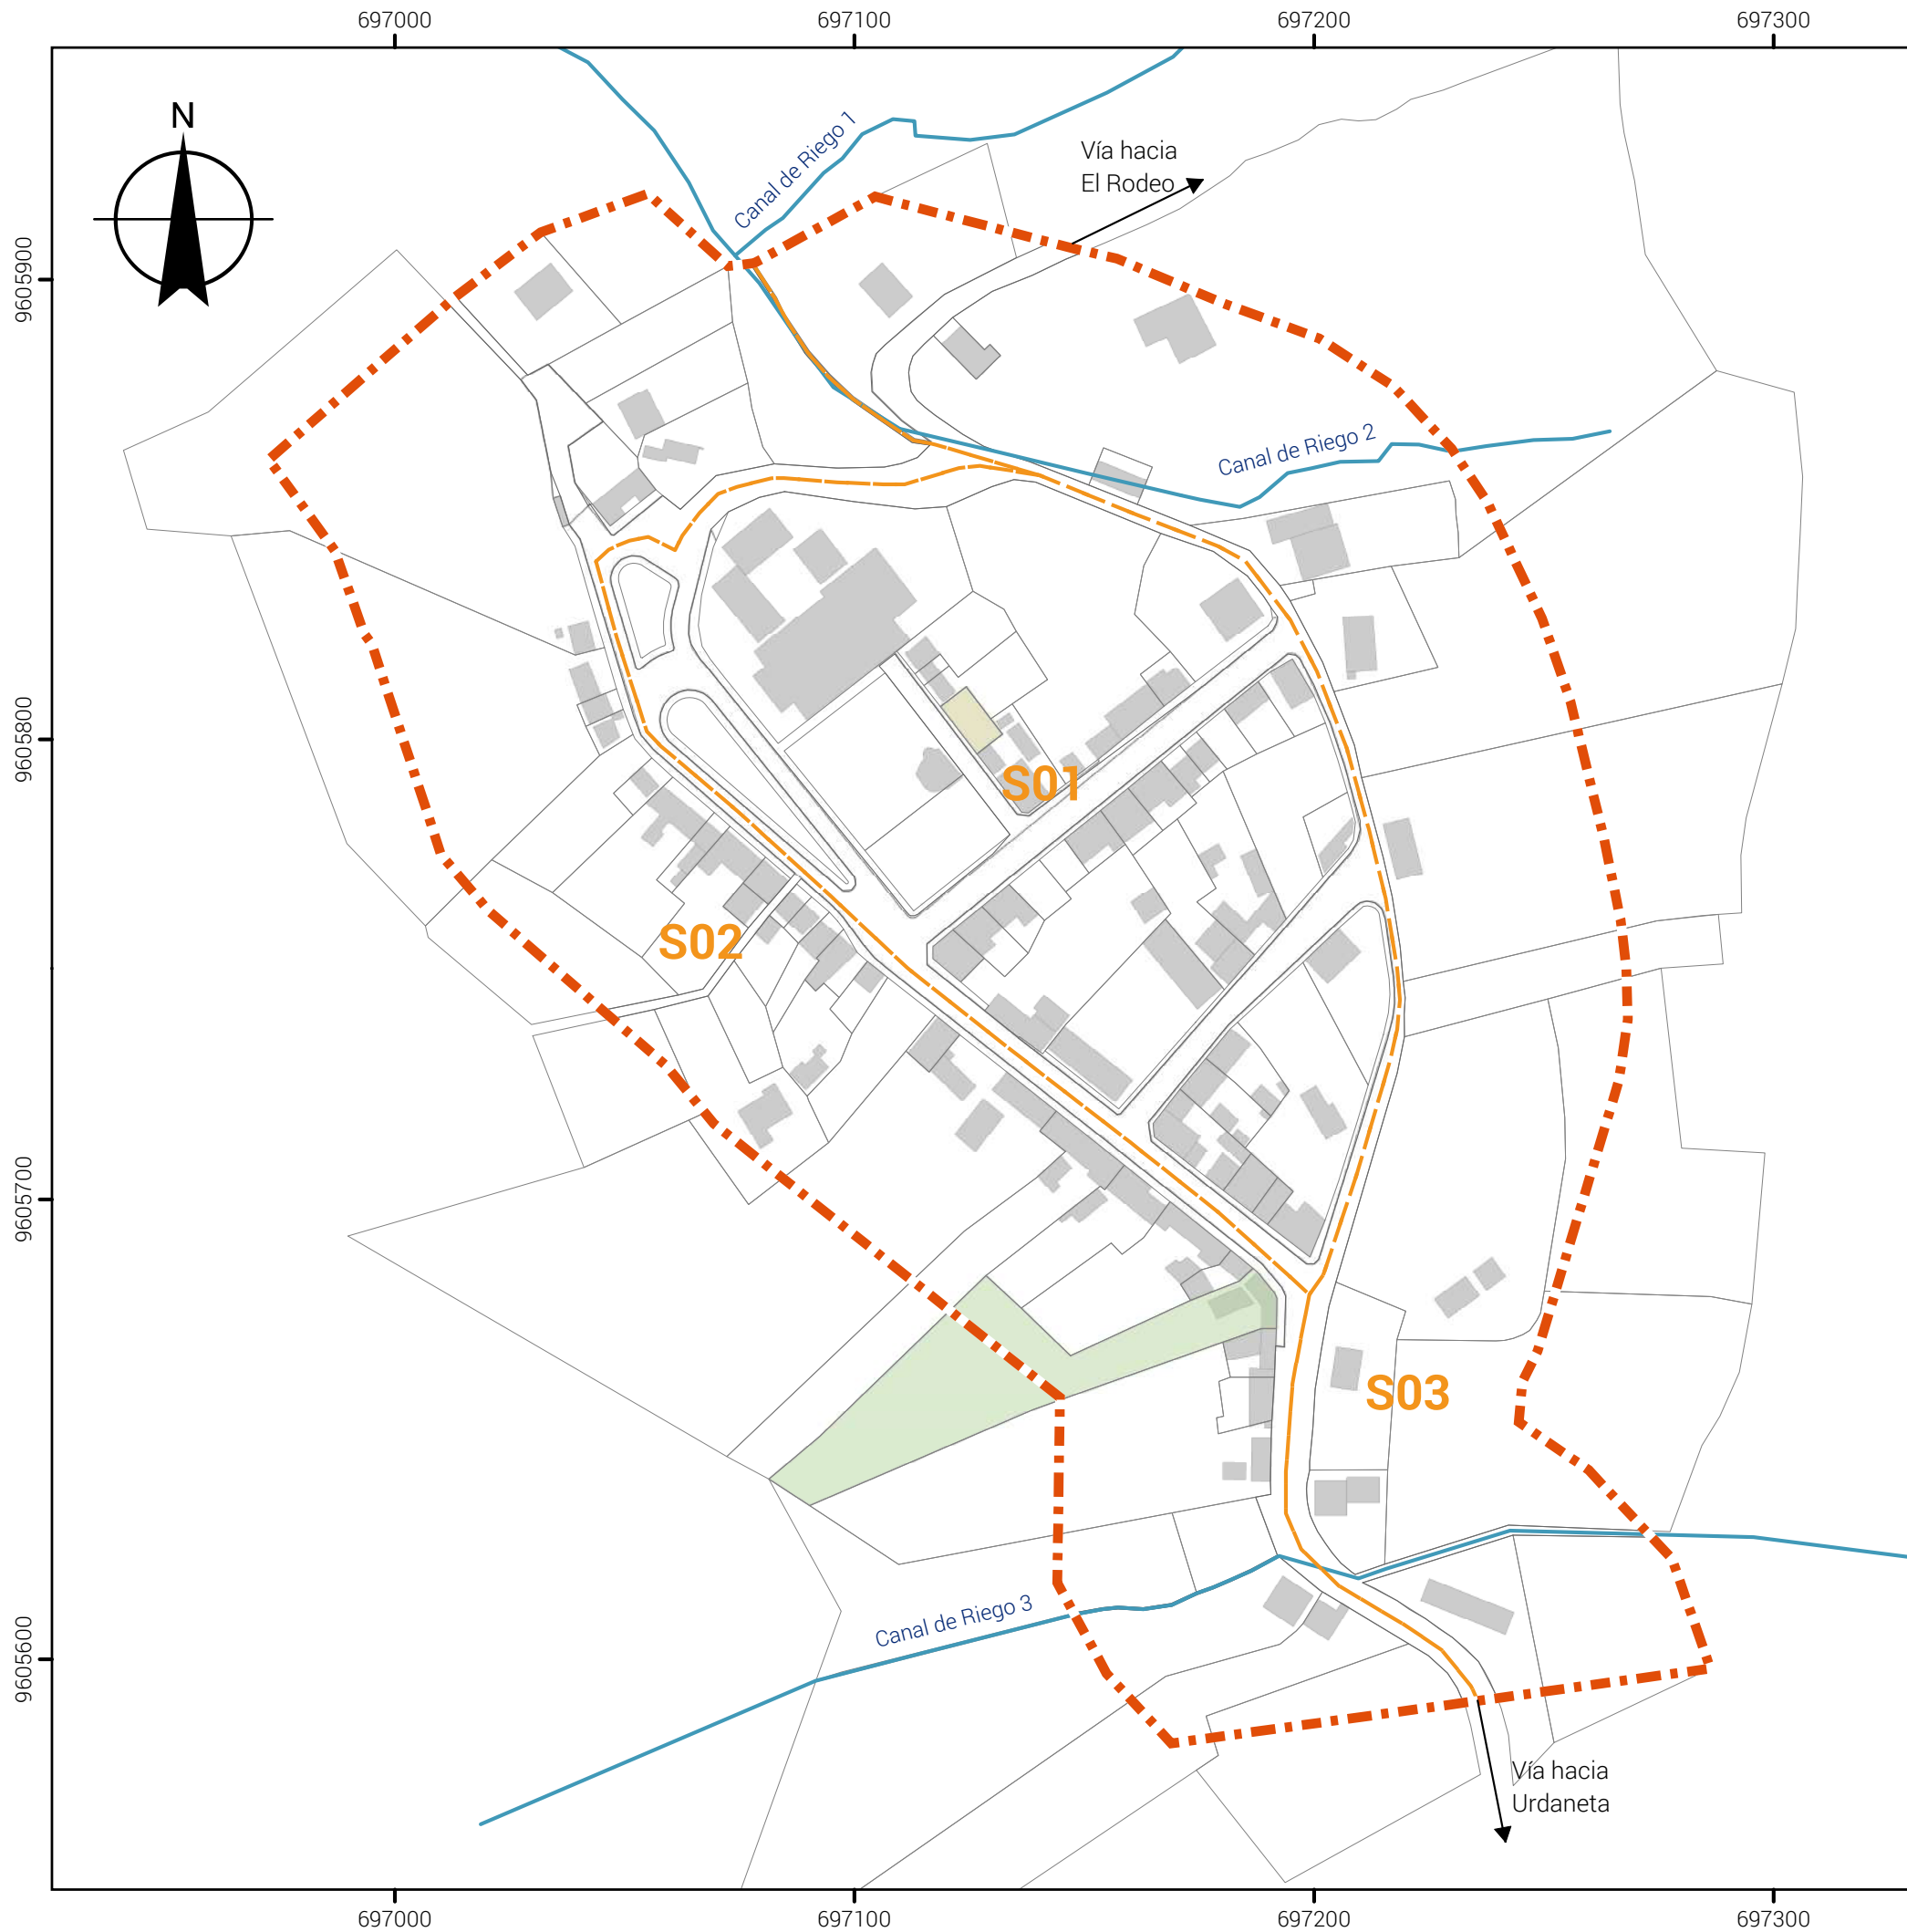 697000
697100
697200
697300
N
Canal de Riego 1
Vía hacia
El Rodeo
9605900
Canal de Riego 2
9605800
S01
S02
9605700
S03
9605600
Canal de Riego 3
Vía hacia
Urdaneta
697000
697100
697200
697300